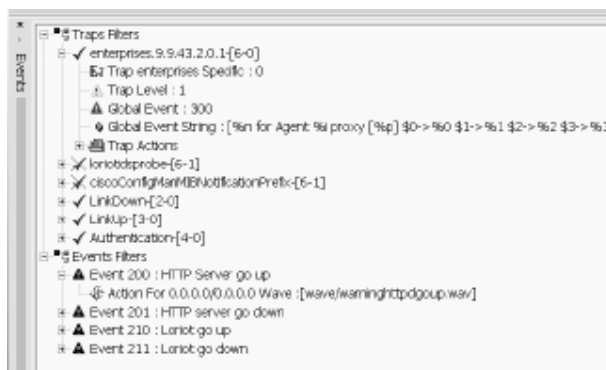 Events
Traps Filters
enterprises.9.9.43.2.0.1-[6-0]
Trap enterprises Specific : 0
Trap Level : 1
Global Event : 300
Global Event String : [%n for Agent %i proxy [%p] $0->%0 $1->%1 $2->%2 $3->%3
Trap Actions
loriotidsprobe-[6-1]
ciscoConfigManMIBNotificationPrefix-[6-1]
LinkDown-[2-0]
LinkUp-[3-0]
Authentication-[4-0]
Events Filters
Event 200 : HTTP Server go up
Action For 0.0.0.0/0.0.0.0 Wave :[wave/warninghttpdgoup.wav]
Event 201 : HTTP server go down
Event 210 : Loriot go up
Event 211 : Loriot go down